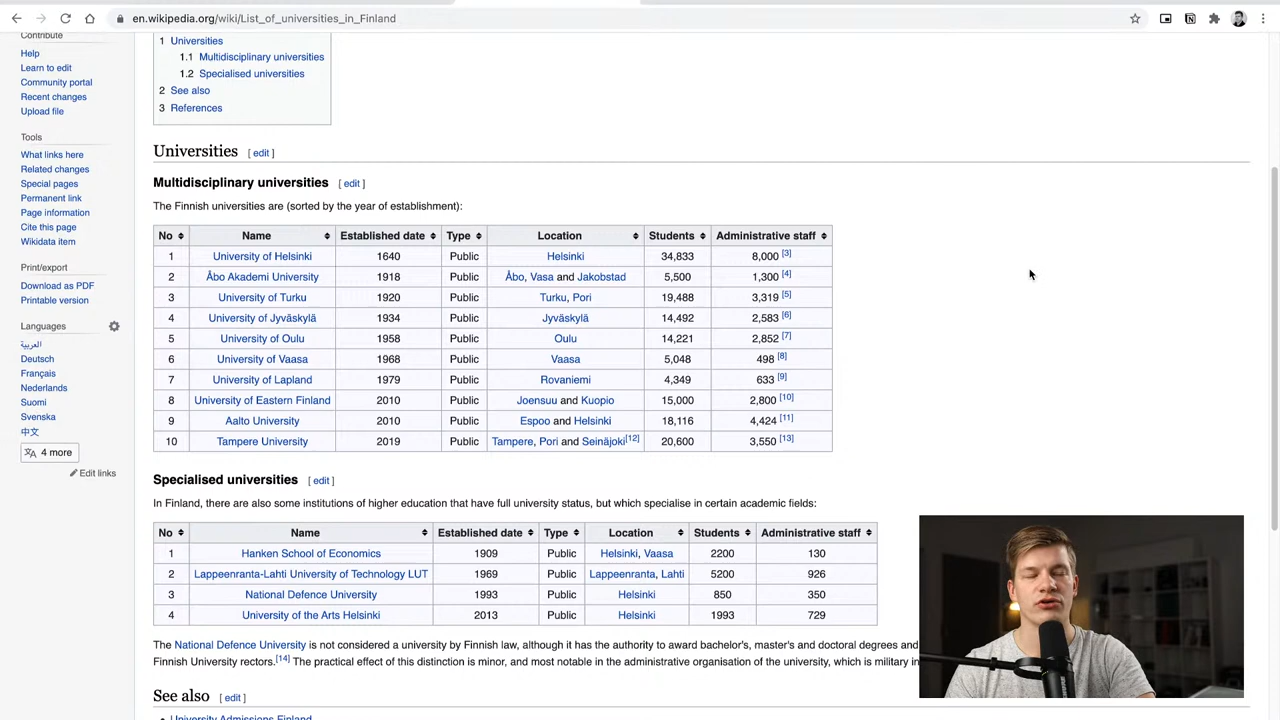 en.wikipedia.org/wiki/List_of_universities_in_Finland
Contribute
Help
Learn to edit
Community portal
Recent changes
Upload file
Tools
What links here
Related changes
Special pages
Permanent link
Page information
Cite this page
Wikidata item
Print/export
Download as PDF
Printable version
Languages
العربية
Deutsch
Français
Nederlands
Suomi
Svenska
中文
4 more
Edit links
1 Universities
1.1 Multidisciplinary universities
1.2 Specialised universities
2 See also
3 References
Universities [ edit ]
Multidisciplinary universities [ edit ]
The Finnish universities are (sorted by the year of establishment):
No Name Established date Type Location Students Administrative staff
1 University of Helsinki 1640 Public Helsinki 34,833 8,000 [3]
2 Åbo Akademi University 1918 Public Åbo, Vasa and Jakobstad 5,500 1,300 [4]
3 University of Turku 1920 Public Turku, Pori 19,488 3,319 [5]
4 University of Jyväskylä 1934 Public Jyväskylä 14,492 2,583 [6]
5 University of Oulu 1958 Public Oulu 14,221 2,852 [7]
6 University of Vaasa 1968 Public Vaasa 5,048 498 [8]
7 University of Lapland 1979 Public Rovaniemi 4,349 633 [9]
8 University of Eastern Finland 2010 Public Joensuu and Kuopio 15,000 2,800 [10]
9 Aalto University 2010 Public Espoo and Helsinki 18,116 4,424 [11]
10 Tampere University 2019 Public Tampere, Pori and Seinäjoki[12] 20,600 3,550 [13]
Specialised universities [ edit ]
In Finland, there are also some institutions of higher education that have full university status, but which specialise in certain academic fields:
No Name Established date Type Location Students Administrative staff
1 Hanken School of Economics 1909 Public Helsinki, Vaasa 2200 130
2 Lappeenranta-Lahti University of Technology LUT 1969 Public Lappeenranta, Lahti 5200 926
3 National Defence University 1993 Public Helsinki 850 350
4 University of the Arts Helsinki 2013 Public Helsinki 1993 729
The National Defence University is not considered a university by Finnish law, although it has the authority to award bachelor's, master's and doctoral degrees and
Finnish University rectors.[14] The practical effect of this distinction is minor, and most notable in the administrative organisation of the university, which is military in
See also [ edit ]
University Admissions Finland